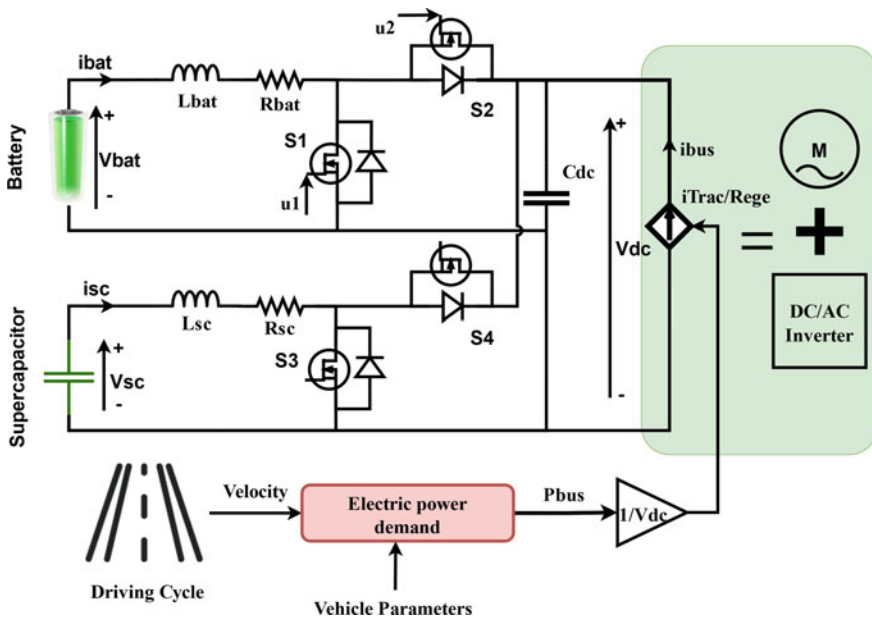 u2
ibat
Lbat
Rbat
S2
Battery
+
Vbat
-
S1
u1
Cdc
+
Vdc
-
ibus
iTrac/Rege
M
=
+
DC/AC
Inverter
Supercapacitor
isc
Lsc
Rsc
S4
+
Vsc
-
S3
Velocity
Electric power
demand
Pbus
1/Vdc
Driving Cycle
Vehicle Parameters